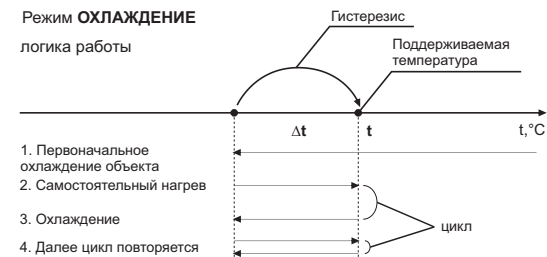 Режим ОХЛАЖДЕНИЕ
логика работы
Гистерезис
Поддерживаемая
температура
Δt
t
t,°C
1. Первоначальное
охлаждение объекта
2. Самостоятельный нагрев
3. Охлаждение
цикл
4. Далее цикл повторяется